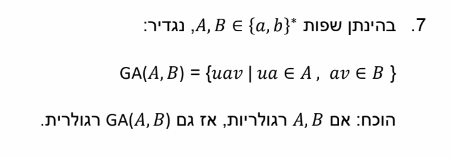 7. בהינתן שפות A, B ∈ {a, b}*, נגדיר:
GA(A, B) = {uav | ua ∈ A , av ∈ B }
הוכח: אם A, B רגולריות, אז גם GA(A, B) רגולרית.